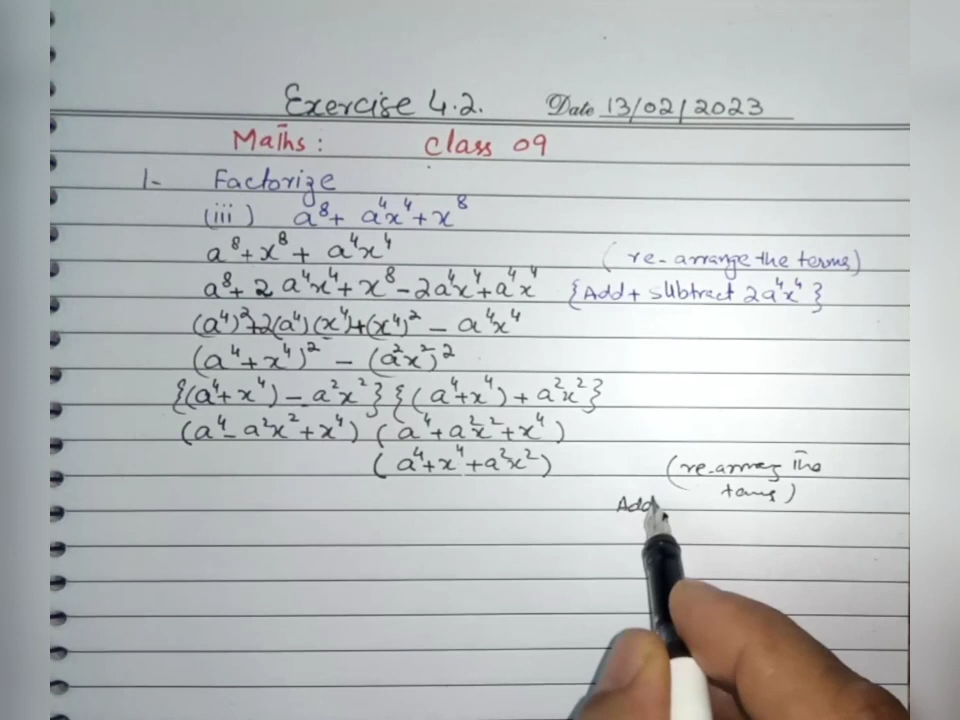 Exercise 4.2. Date 13/02/2023
Maths: Class 09
1- Factorize
(iii) a⁸ + a⁴x⁴ + x⁸
a⁸ + x⁸ + a⁴x⁴ (re-arrange the terms)
a⁸ + 2 a⁴x⁴ + x⁸ - 2a⁴x⁴ + a⁴x⁴ {Add + subtract 2a⁴x⁴}
(a⁴)² + 2(a⁴)(x⁴) + (x⁴)² - a⁴x⁴
(a⁴ + x⁴)² - (a²x²)²
{(a⁴ + x⁴) - a²x²} {(a⁴ + x⁴) + a²x²}
(a⁴ - a²x² + x⁴) (a⁴ + a²x² + x⁴)
(a⁴ + x⁴ + a²x²) (re-arrang the
terms)
Add